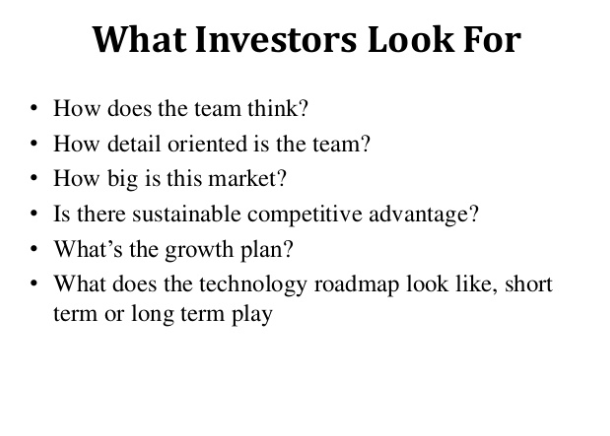 What Investors Look For
• How does the team think?
• How detail oriented is the team?
• How big is this market?
• Is there sustainable competitive advantage?
• What’s the growth plan?
• What does the technology roadmap look like, short
term or long term play